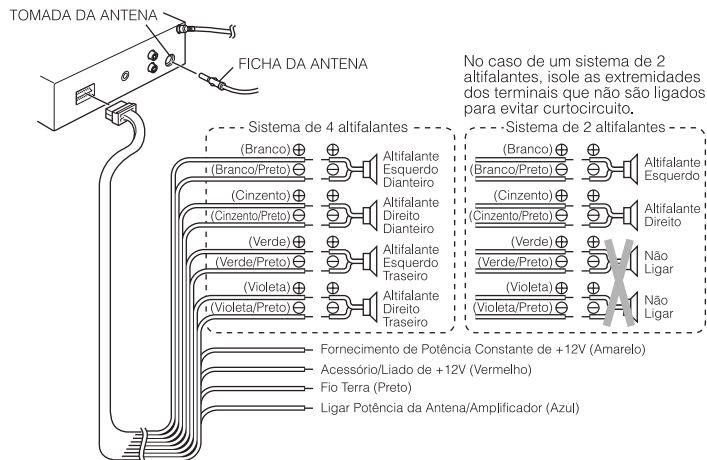 TOMADA DA ANTENA
FICHA DA ANTENA
No caso de um sistema de 2
altifalantes, isole as extremidades
dos terminais que não são ligados
para evitar curtocircuito.
Sistema de 4 altifalantes
(Branco) ⊕ ⊕
(Branco/Preto) ⊖ ⊖
Altifalante
Esquerdo
Dianteiro
(Cinzento) ⊕ ⊕
(Cinzento/Preto) ⊖ ⊖
Altifalante
Direito
Dianteiro
(Verde) ⊕ ⊕
(Verde/Preto) ⊖ ⊖
Altifalante
Esquerdo
Traseiro
(Violeta) ⊕ ⊕
(Violeta/Preto) ⊖ ⊖
Altifalante
Direito
Traseiro
Sistema de 2 altifalantes
(Branco) ⊕ ⊕
(Branco/Preto) ⊖ ⊖
Altifalante
Esquerdo
(Cinzento) ⊕ ⊕
(Cinzento/Preto) ⊖ ⊖
Altifalante
Direito
(Verde) ⊕ ⊕
(Verde/Preto) ⊖ ⊖
Não
Ligar
(Violeta) ⊕ ⊕
(Violeta/Preto) ⊖ ⊖
Não
Ligar
Fornecimento de Potência Constante de +12V (Amarelo)
Acessório/Liado de +12V (Vermelho)
Fio Terra (Preto)
Ligar Potência da Antena/Amplificador (Azul)